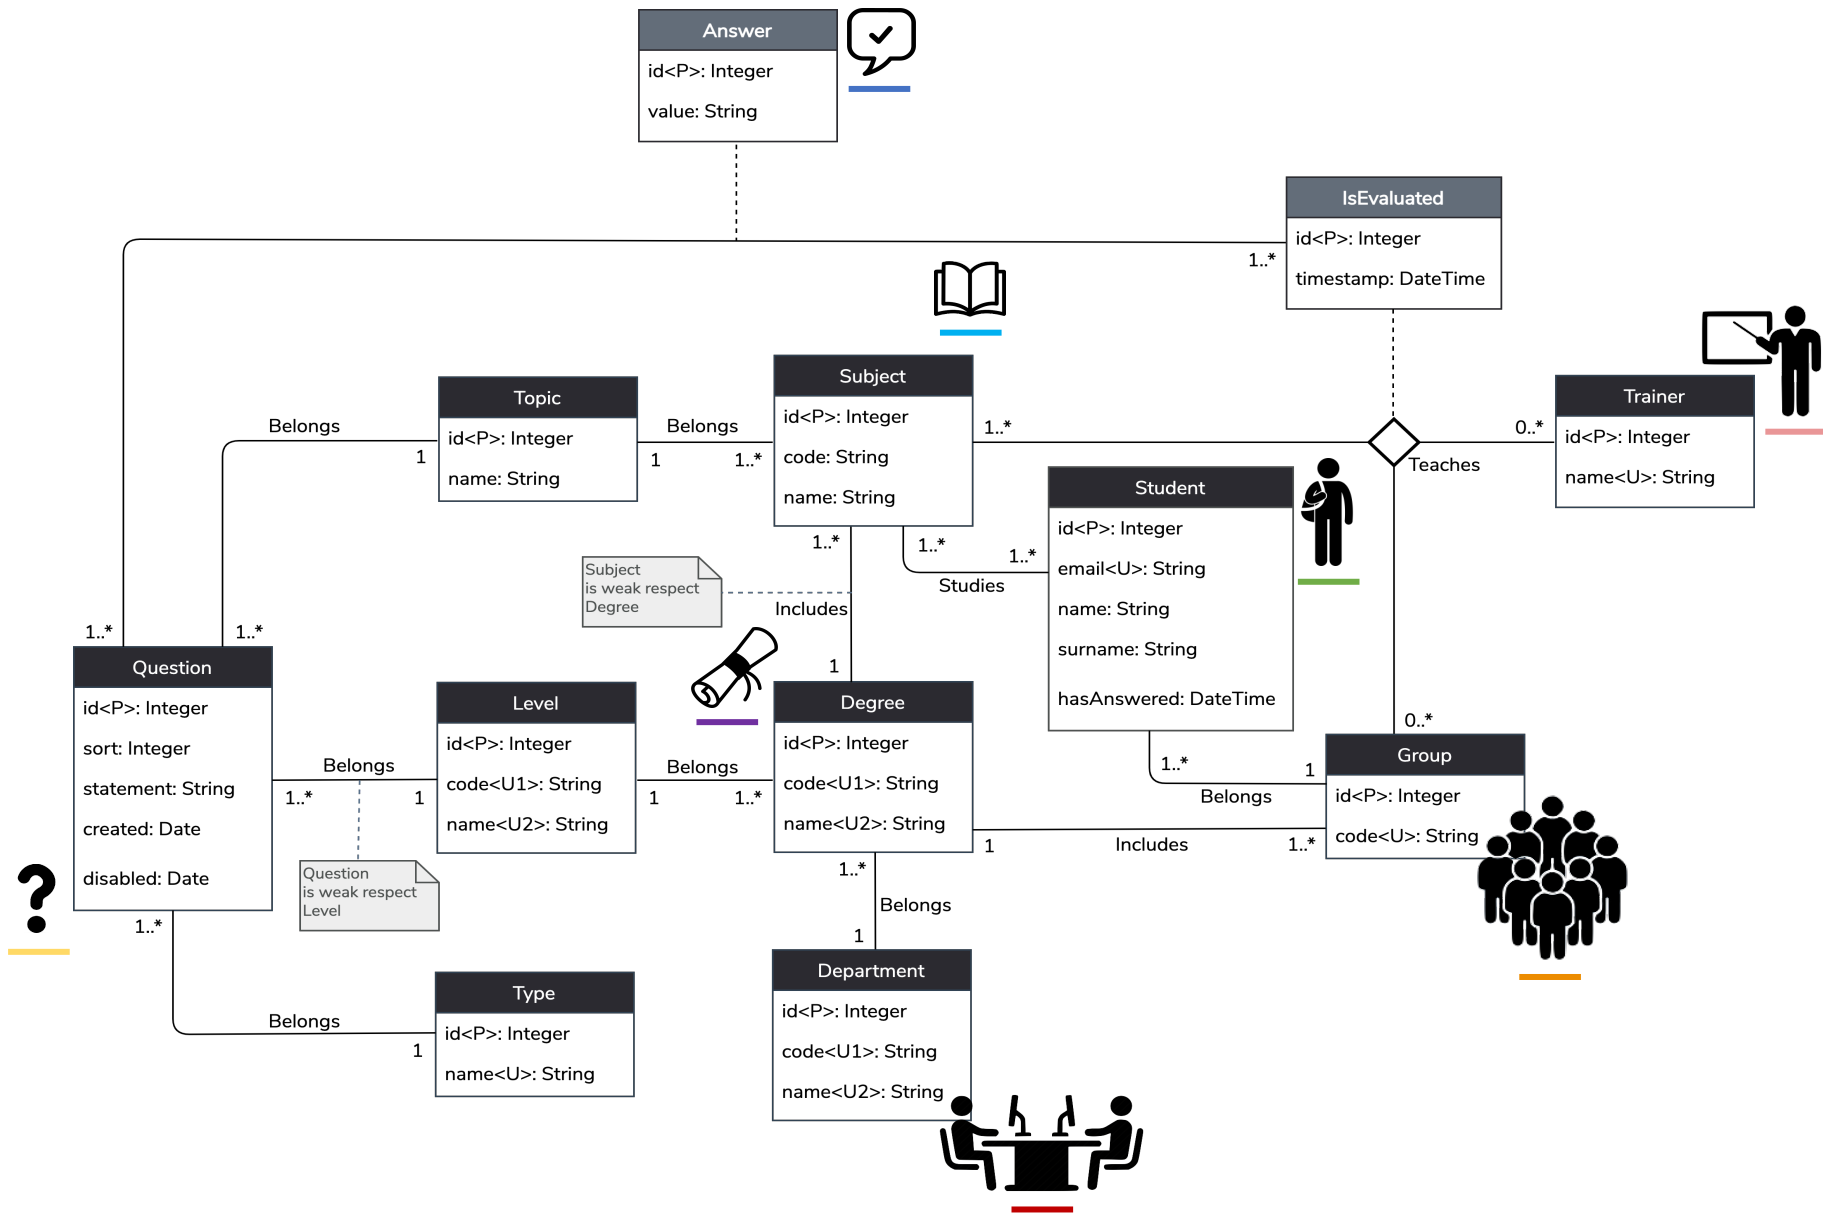 Answer
id<P>: Integer
value: String
IsEvaluated
id<P>: Integer
timestamp: DateTime
1..*
Subject
id<P>: Integer
code: String
name: String
Topic
id<P>: Integer
name: String
Belongs
1
Belongs
1
1..*
1..*
0..*
Teaches
Trainer
id<P>: Integer
name<U>: String
Student
id<P>: Integer
email<U>: String
name: String
surname: String
hasAnswered: DateTime
1..*
1..*
1..*
Studies
Subject
is weak respect
Degree
Includes
1
1..*
1..*
Question
id<P>: Integer
sort: Integer
statement: String
created: Date
disabled: Date
Level
id<P>: Integer
code<U1>: String
name<U2>: String
Degree
id<P>: Integer
code<U1>: String
name<U2>: String
0..*
Group
id<P>: Integer
code<U>: String
Belongs
1..*
1
Belongs
1
1..*
1..*
1
Belongs
1
Includes
1..*
Question
is weak respect
Level
1..*
1..*
Belongs
1
Department
id<P>: Integer
code<U1>: String
name<U2>: String
Type
id<P>: Integer
name<U>: String
Belongs
1